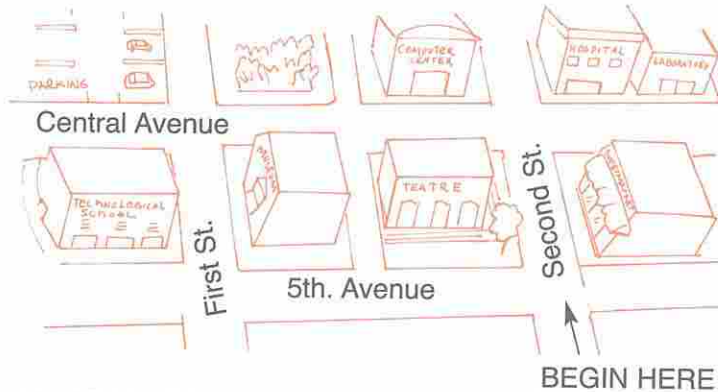 PARKING
COMPUTER
CENTER
HOSPITAL
LABORATORY
Central Avenue
TECHNOLOGICAL
SCHOOL
First St.
MUSEUM
TEATRE
Second St.
5th. Avenue
BEGIN HERE